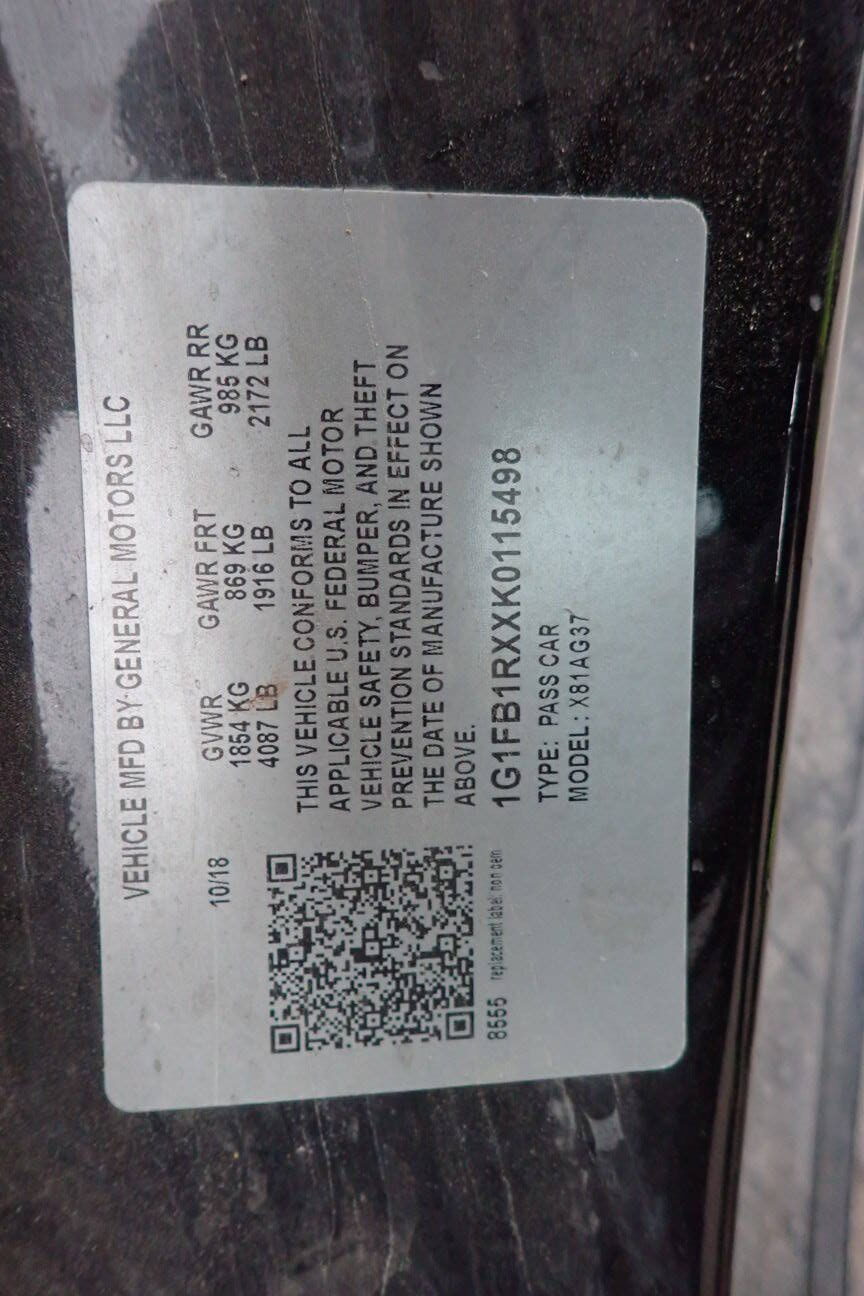 VEHICLE MFD BY GENERAL MOTORS LLC
10/18
GVWR GAWR FRT GAWR RR
1854 KG 869 KG 985 KG
4087 LB 1916 LB 2172 LB
THIS VEHICLE CONFORMS TO ALL
APPLICABLE U.S. FEDERAL MOTOR
VEHICLE SAFETY, BUMPER, AND THEFT
PREVENTION STANDARDS IN EFFECT ON
THE DATE OF MANUFACTURE SHOWN
ABOVE.
8555 replacement label non oem
1G1FB1RXXK0115498
TYPE: PASS CAR
MODEL: X81AG37